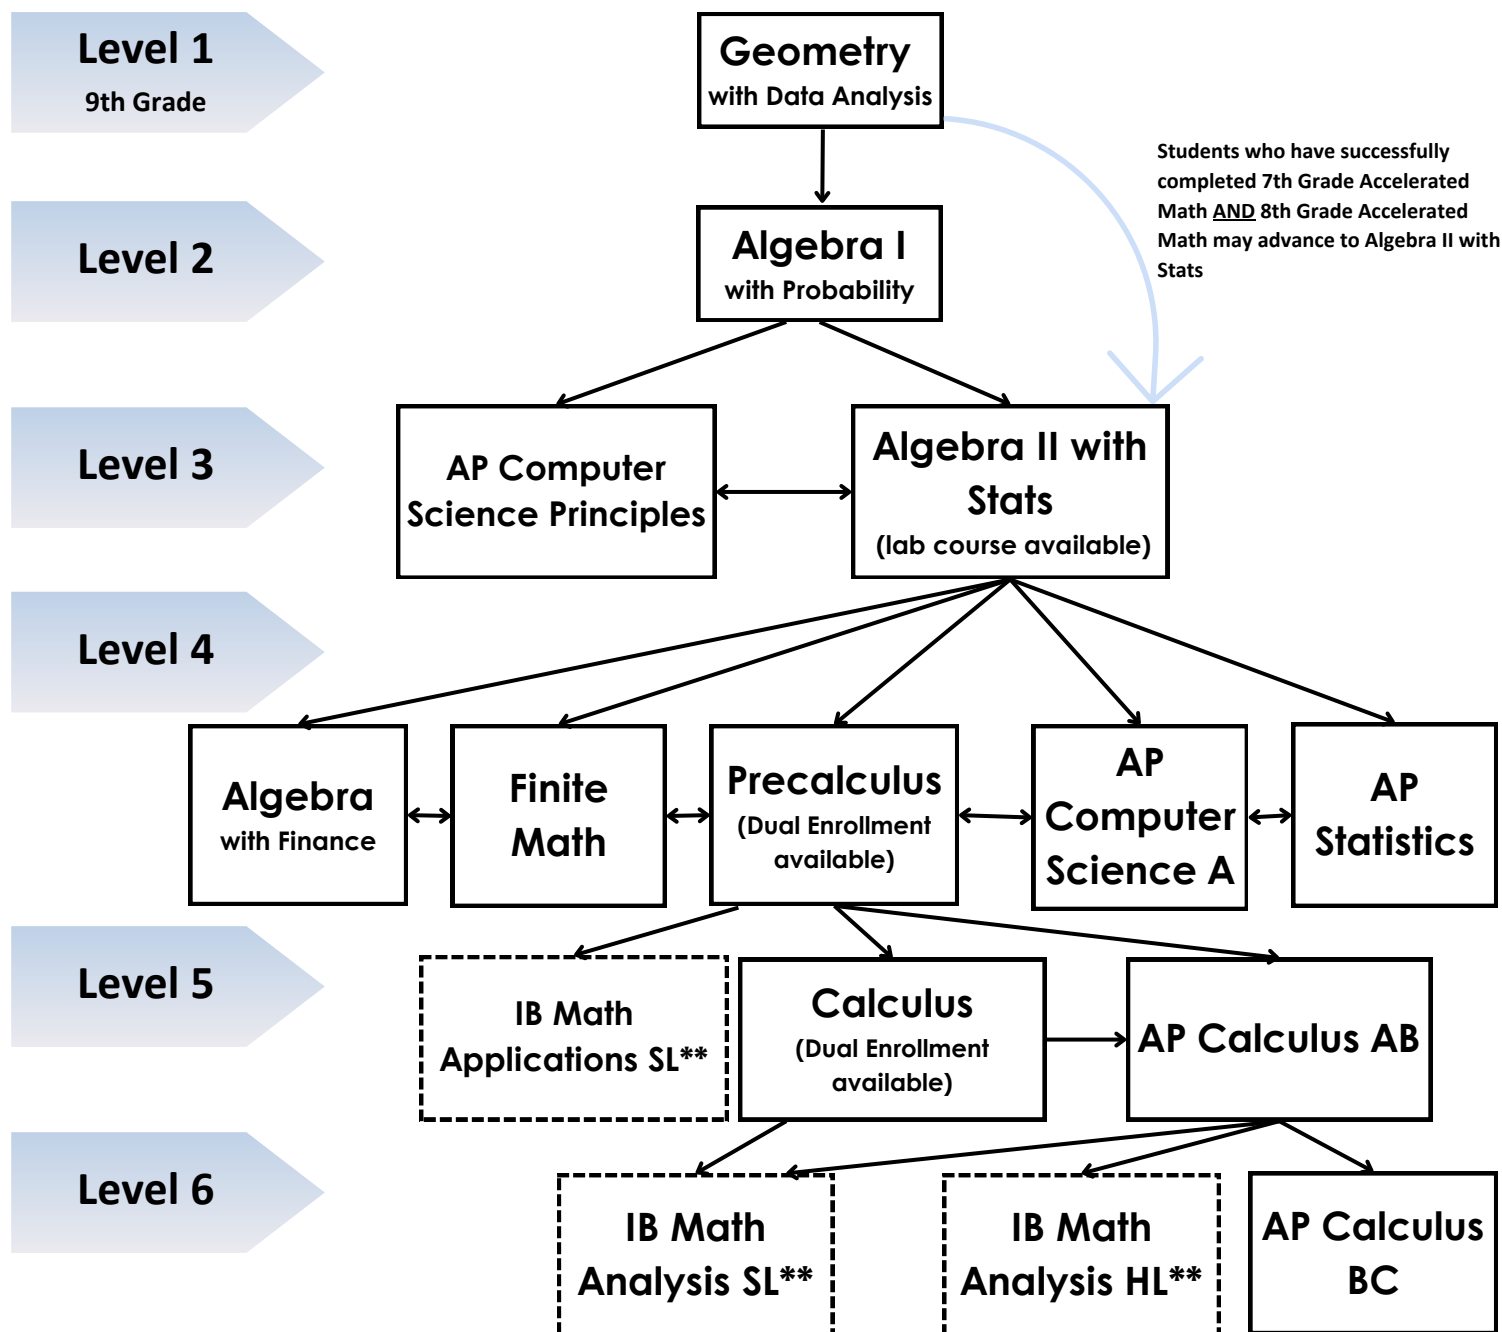 Level 1
9th Grade
Geometry
with Data Analysis
Students who have successfully
completed 7th Grade Accelerated
Math AND 8th Grade Accelerated
Math may advance to Algebra II with
Stats
Level 2
Algebra I
with Probability
Level 3
AP Computer
Science Principles
Algebra II with
Stats
(lab course available)
Level 4
Algebra
with Finance
Finite
Math
Precalculus
(Dual Enrollment
available)
AP
Computer
Science A
AP
Statistics
Level 5
IB Math
Applications SL**
Calculus
(Dual Enrollment
available)
AP Calculus AB
Level 6
IB Math
Analysis SL**
IB Math
Analysis HL**
AP Calculus
BC